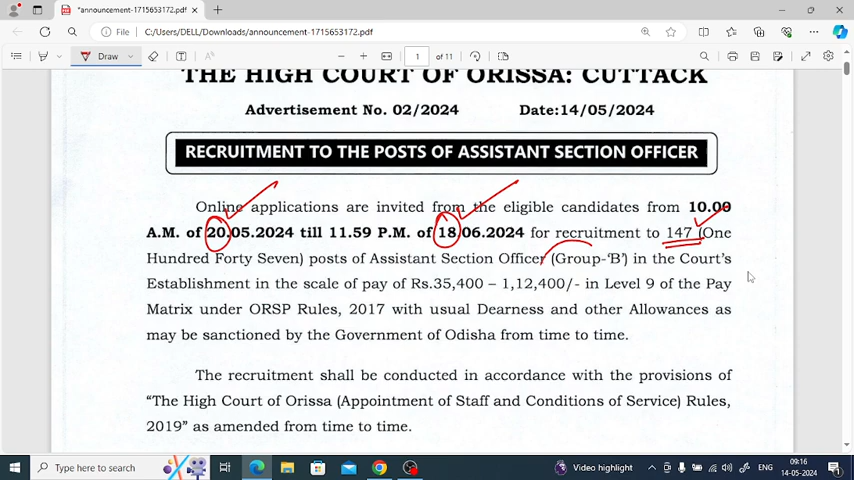 *announcement-1715653172.pdf
File
C:/Users/DELL/Downloads/announcement-1715653172.pdf
Draw
1 of 11
THE HIGH COURT OF ORISSA: CUTTACK
Advertisement No. 02/2024 Date:14/05/2024
RECRUITMENT TO THE POSTS OF ASSISTANT SECTION OFFICER
Online applications are invited from the eligible candidates from 10.00
A.M. of 20.05.2024 till 11.59 P.M. of 18.06.2024 for recruitment to 147 (One
Hundred Forty Seven) posts of Assistant Section Officer (Group-'B') in the Court's
Establishment in the scale of pay of Rs.35,400 – 1,12,400/- in Level 9 of the Pay
Matrix under ORSP Rules, 2017 with usual Dearness and other Allowances as
may be sanctioned by the Government of Odisha from time to time.
The recruitment shall be conducted in accordance with the provisions of
"The High Court of Orissa (Appointment of Staff and Conditions of Service) Rules,
2019" as amended from time to time.
Type here to search
Video highlight
ENG
09:16
14-05-2024